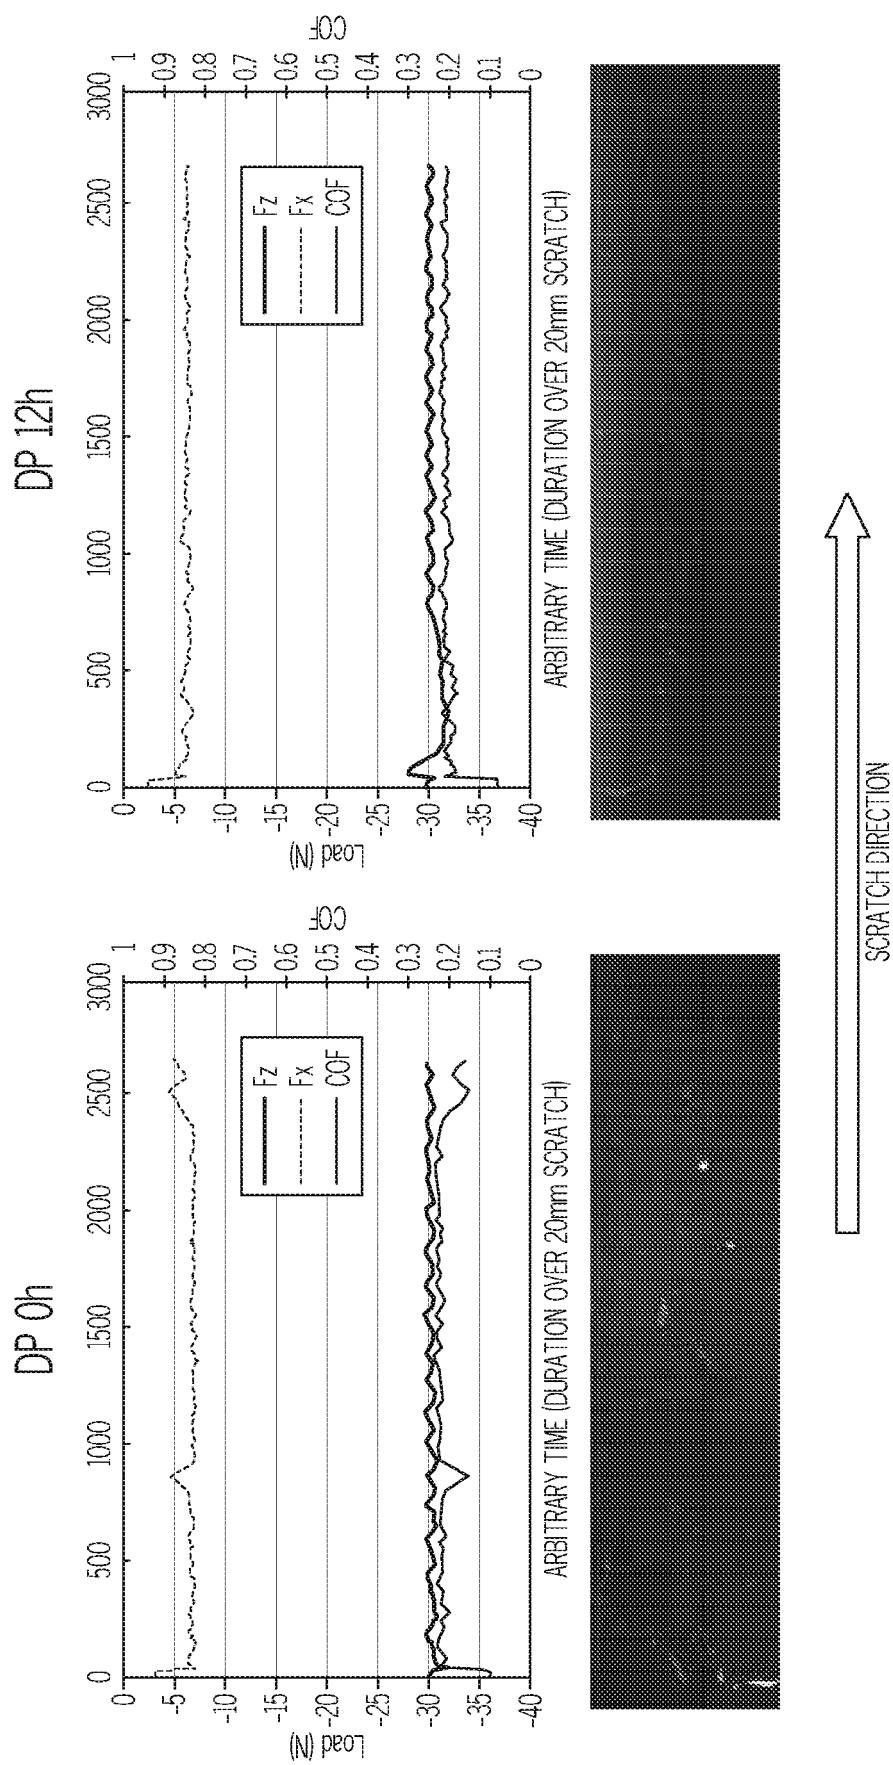 DP 0h
0 500 1000 1500 2000 2500 3000
0
-5
-10
-15
-20
-25
-30
-35
-40
Load (N)
1
0.9
0.8
0.7
0.6
0.5
0.4
0.3
0.2
0.1
0
COF
Fz
Fx
COF
ARBITRARY TIME (DURATION OVER 20mm SCRATCH)
DP 12h
0 500 1000 1500 2000 2500 3000
0
-5
-10
-15
-20
-25
-30
-35
-40
Load (N)
1
0.9
0.8
0.7
0.6
0.5
0.4
0.3
0.2
0.1
0
COF
Fz
Fx
COF
ARBITRARY TIME (DURATION OVER 20mm SCRATCH)
SCRATCH DIRECTION